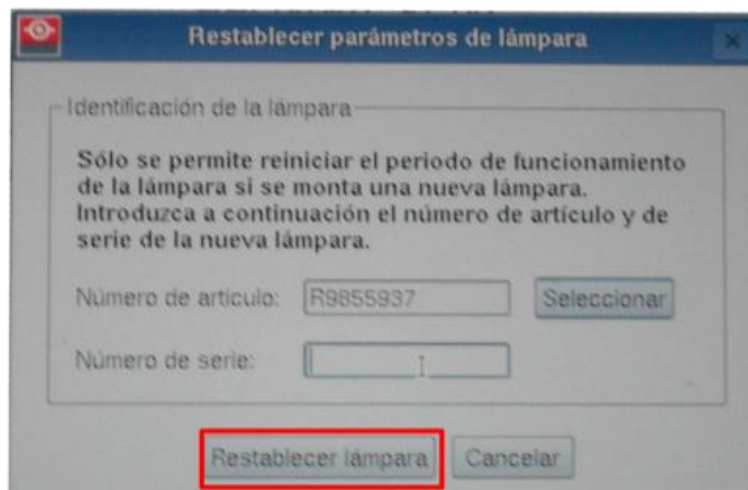 Restablecer parámetros de lámpara
Identificación de la lámpara
Sólo se permite reiniciar el periodo de funcionamiento
de la lámpara si se monta una nueva lámpara.
Introduzca a continuación el número de artículo y de
serie de la nueva lámpara.
Número de artículo: R9855937 Seleccionar
Número de serie:
Restablecer lámpara Cancelar